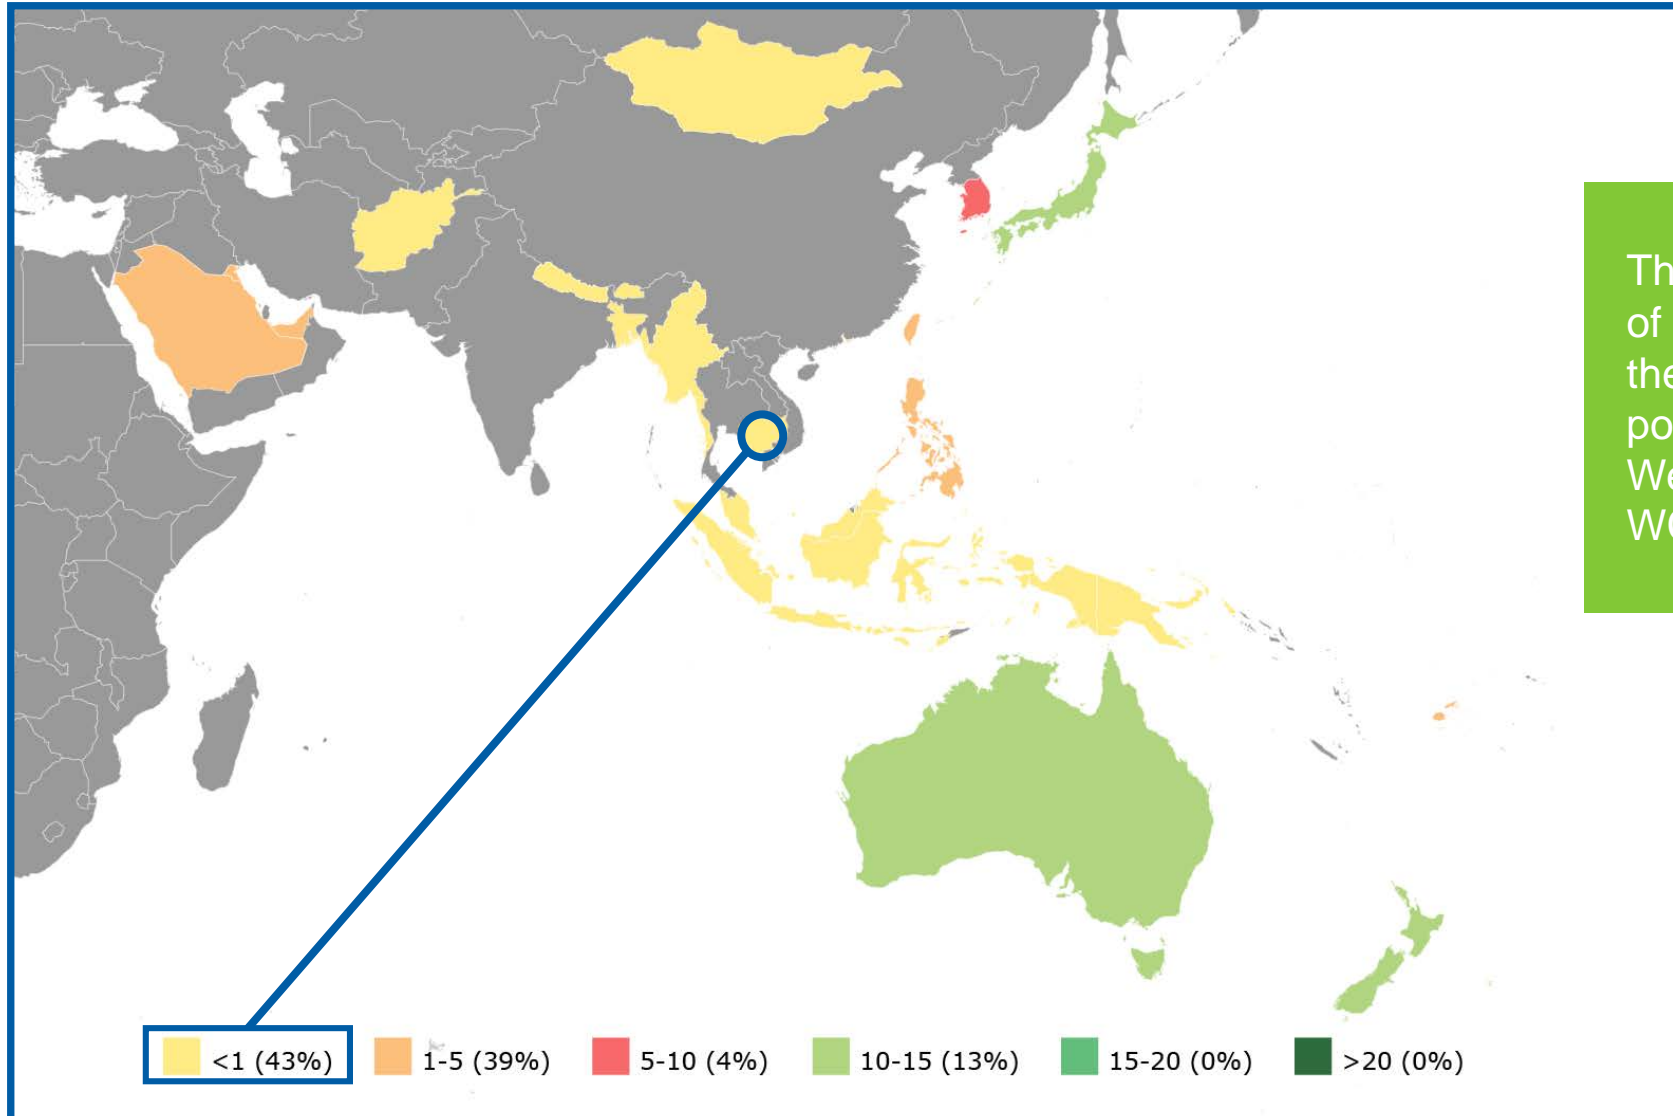 Th
of
the
po
We
W
<1 (43%)
1-5 (39%)
5-10 (4%)
10-15 (13%)
15-20 (0%)
>20 (0%)